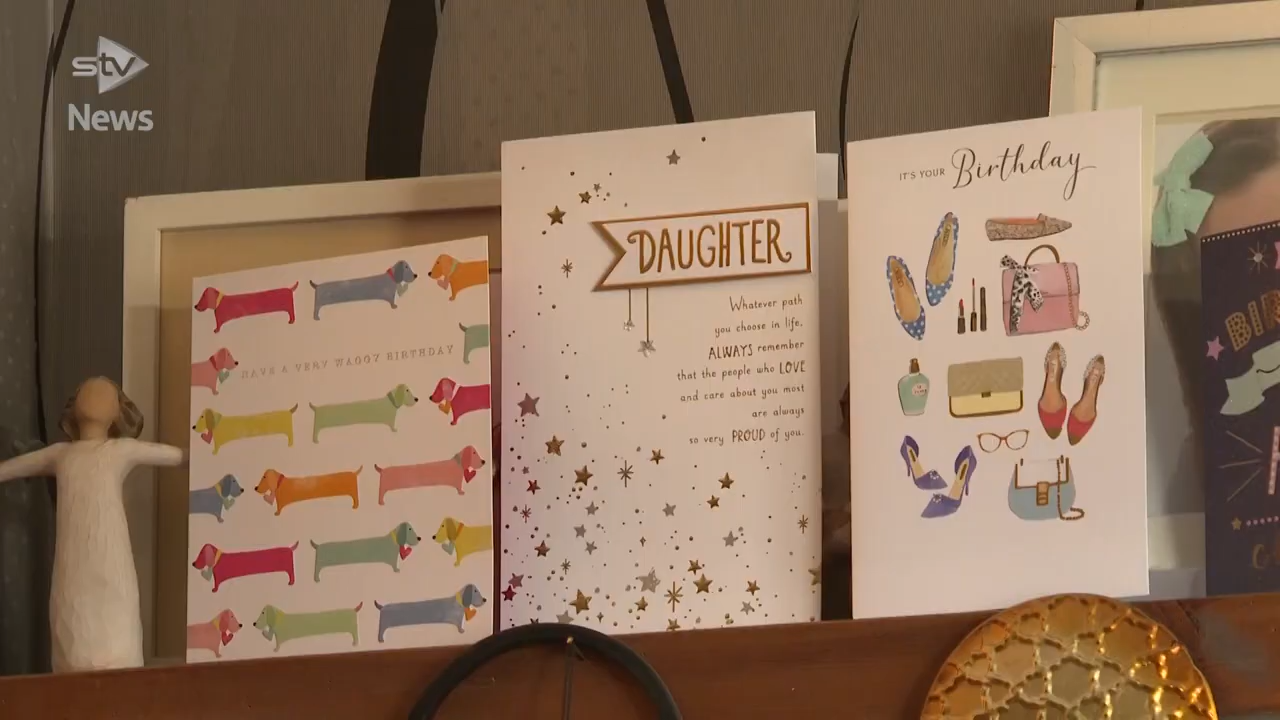 stv
News
HAVE A VERY WAGGY BIRTHDAY
DAUGHTER
Whatever path
you choose in life,
ALWAYS remember
that the people who LOVE
and care about you most
are always
so very PROUD of you.
IT'S YOUR Birthday